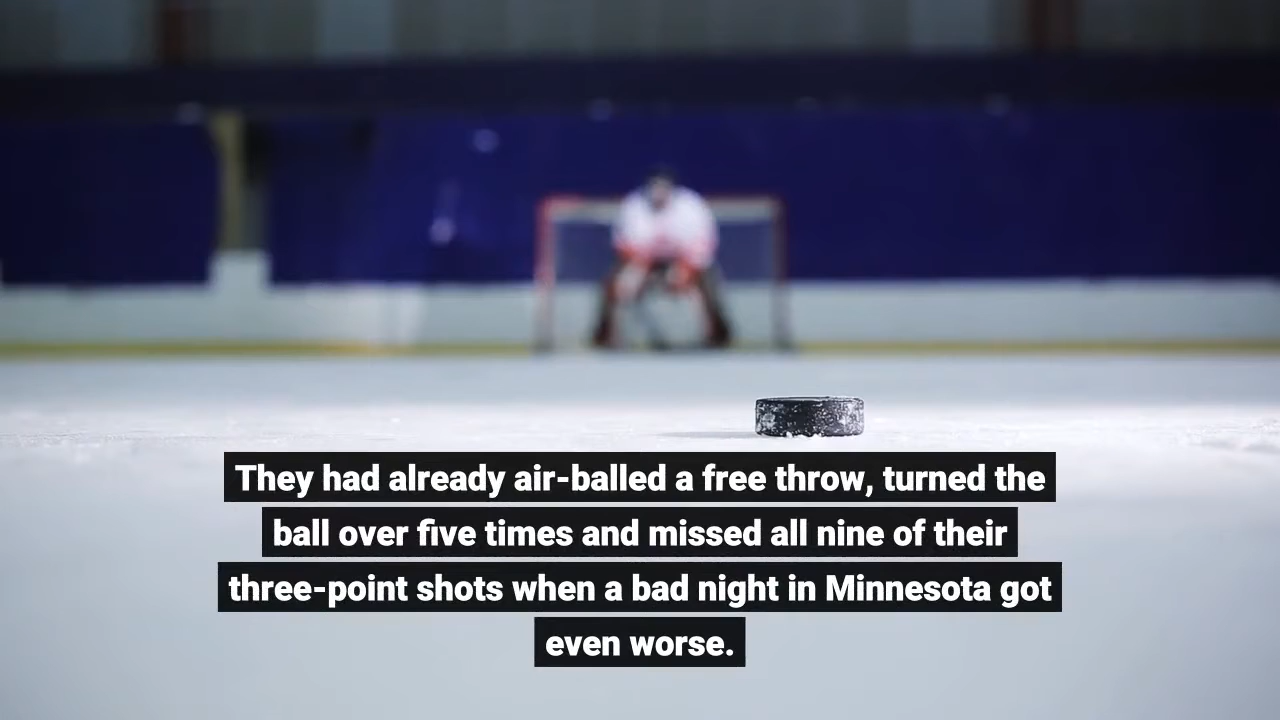 They had already air-balled a free throw, turned the
ball over five times and missed all nine of their
three-point shots when a bad night in Minnesota got
even worse.